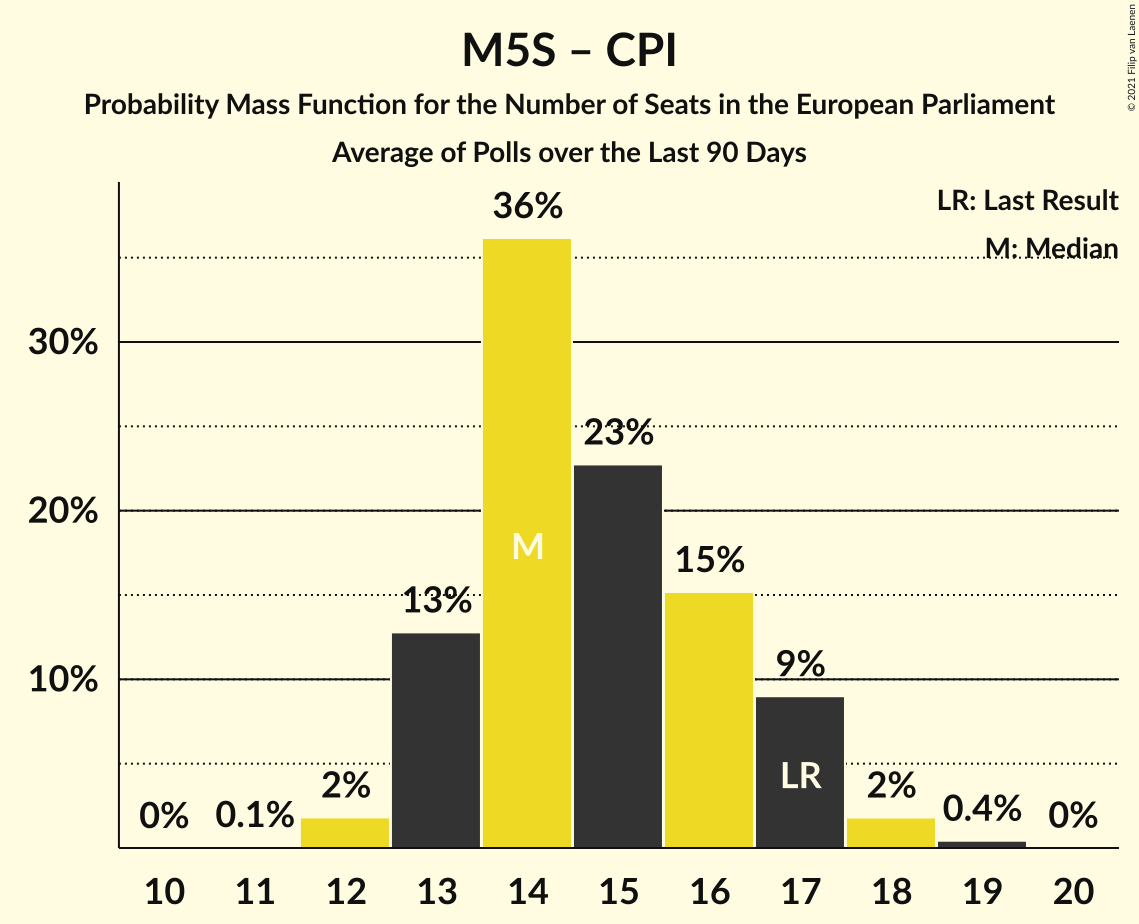 M5S – CPI
Probability Mass Function for the Number of Seats in the European Parliament
Average of Polls over the Last 90 Days
© 2021 Filip van Laenen
LR: Last Result
M: Median
30%
20%
10%
0%
0.1%
2%
13%
36%
23%
15%
9%
2%
0.4%
0%
M
LR
10 11 12 13 14 15 16 17 18 19 20